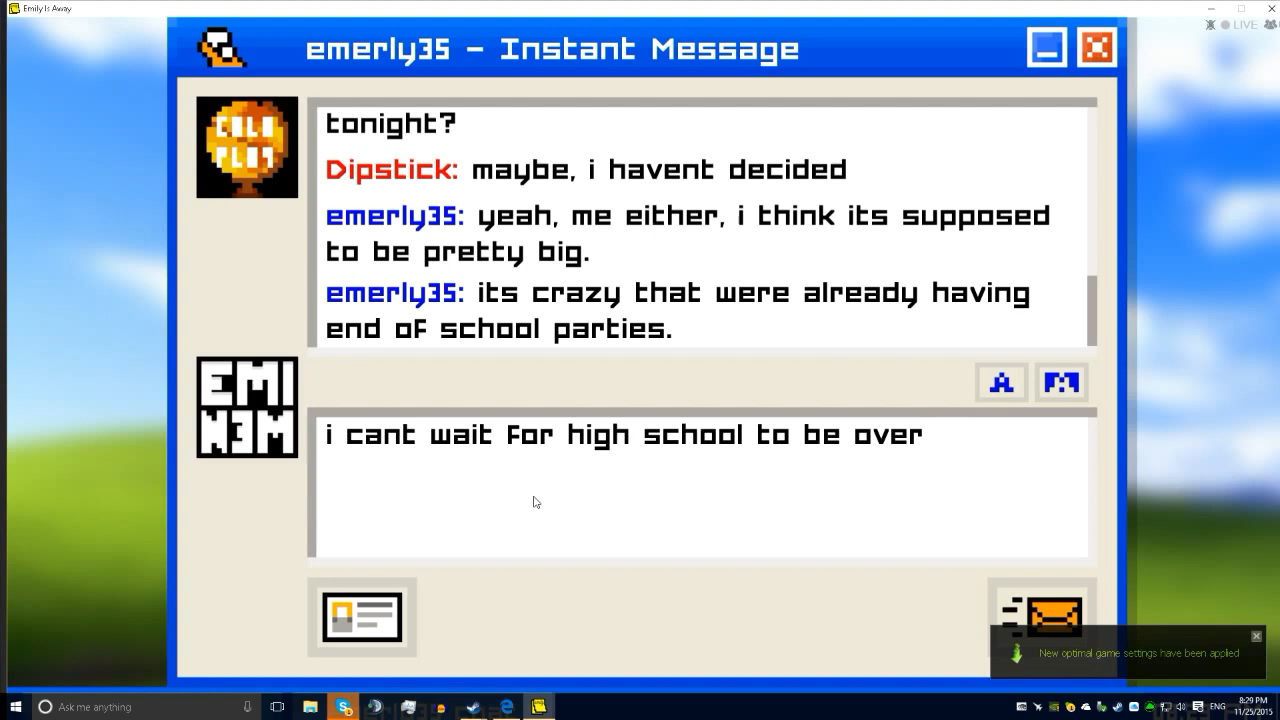 Emily Is Away
LIVE
emerly35 - Instant Message
COLD
PLAY
tonight?
Dipstick: maybe, i havent decided
emerly35: yeah, me either, i think its supposed
to be pretty big.
emerly35: its crazy that were already having
end of school parties.
EMI
NEM
A
i cant wait for high school to be over
New optimal game settings have been applied
Ask me anything
ENG
8:29 PM
11/25/2015